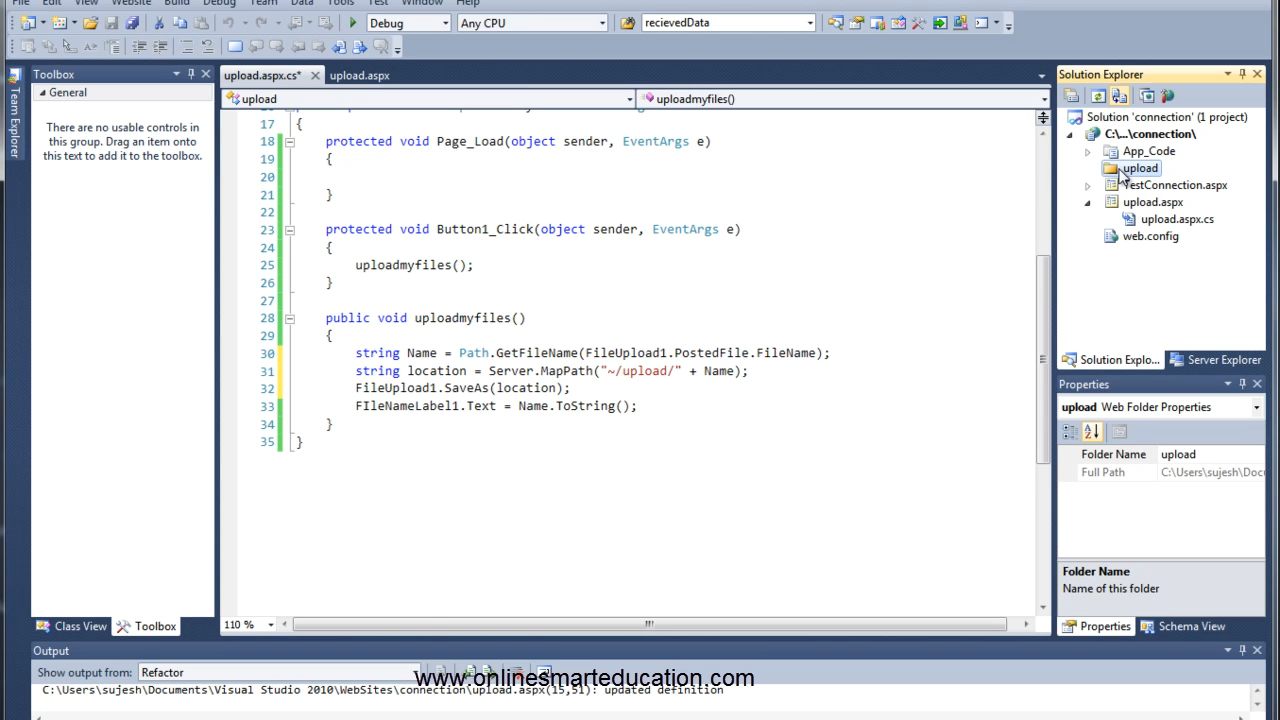 File Edit View Website Build Debug Team Data Tools Test Window Help
Debug Any CPU recievedData
Toolbox
General
There are no usable controls in
this group. Drag an item onto
this text to add it to the toolbox.
Team Explorer
Class View Toolbox
upload.aspx.cs* upload.aspx
upload uploadmyfiles()
17 {
18 protected void Page_Load(object sender, EventArgs e)
19 {
20
21 }
22
23 protected void Button1_Click(object sender, EventArgs e)
24 {
25 uploadmyfiles();
26 }
27
28 public void uploadmyfiles()
29 {
30 string Name = Path.GetFileName(FileUpload1.PostedFile.FileName);
31 string location = Server.MapPath("~/upload/" + Name);
32 FileUpload1.SaveAs(location);
33 FIleNameLabel1.Text = Name.ToString();
34 }
35 }
110 %
Solution Explorer
Solution 'connection' (1 project)
C:\...\connection\
App_Code
upload
TestConnection.aspx
upload.aspx
upload.aspx.cs
web.config
Solution Explo... Server Explorer
Properties
upload Web Folder Properties
Folder Name upload
Full Path C:\Users\sujesh\Doc
Folder Name
Name of this folder
Properties Schema View
Output
Show output from: Refactor
www.onlinesmarteducation.com
C:\Users\sujesh\Documents\Visual Studio 2010\WebSites\connection\upload.aspx(15,51): updated definition